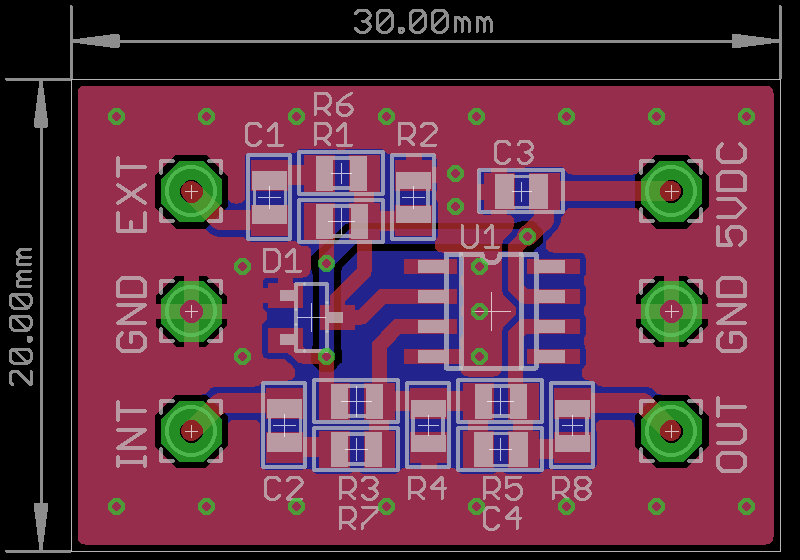 30.00mm
R6
C1 R1 R2 C3
EXT
5VDC
U1
D1
20.00mm
GND
GND
INT
OUT
C2 R3 R4 R5 R8
R7 C4